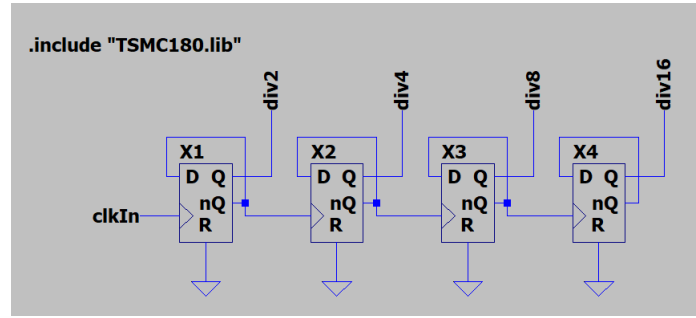 .include "TSMC180.lib"
div2
div4
div8
div16
X1
X2
X3
X4
D Q
D Q
D Q
D Q
nQ
nQ
nQ
nQ
clkIn
R
R
R
R